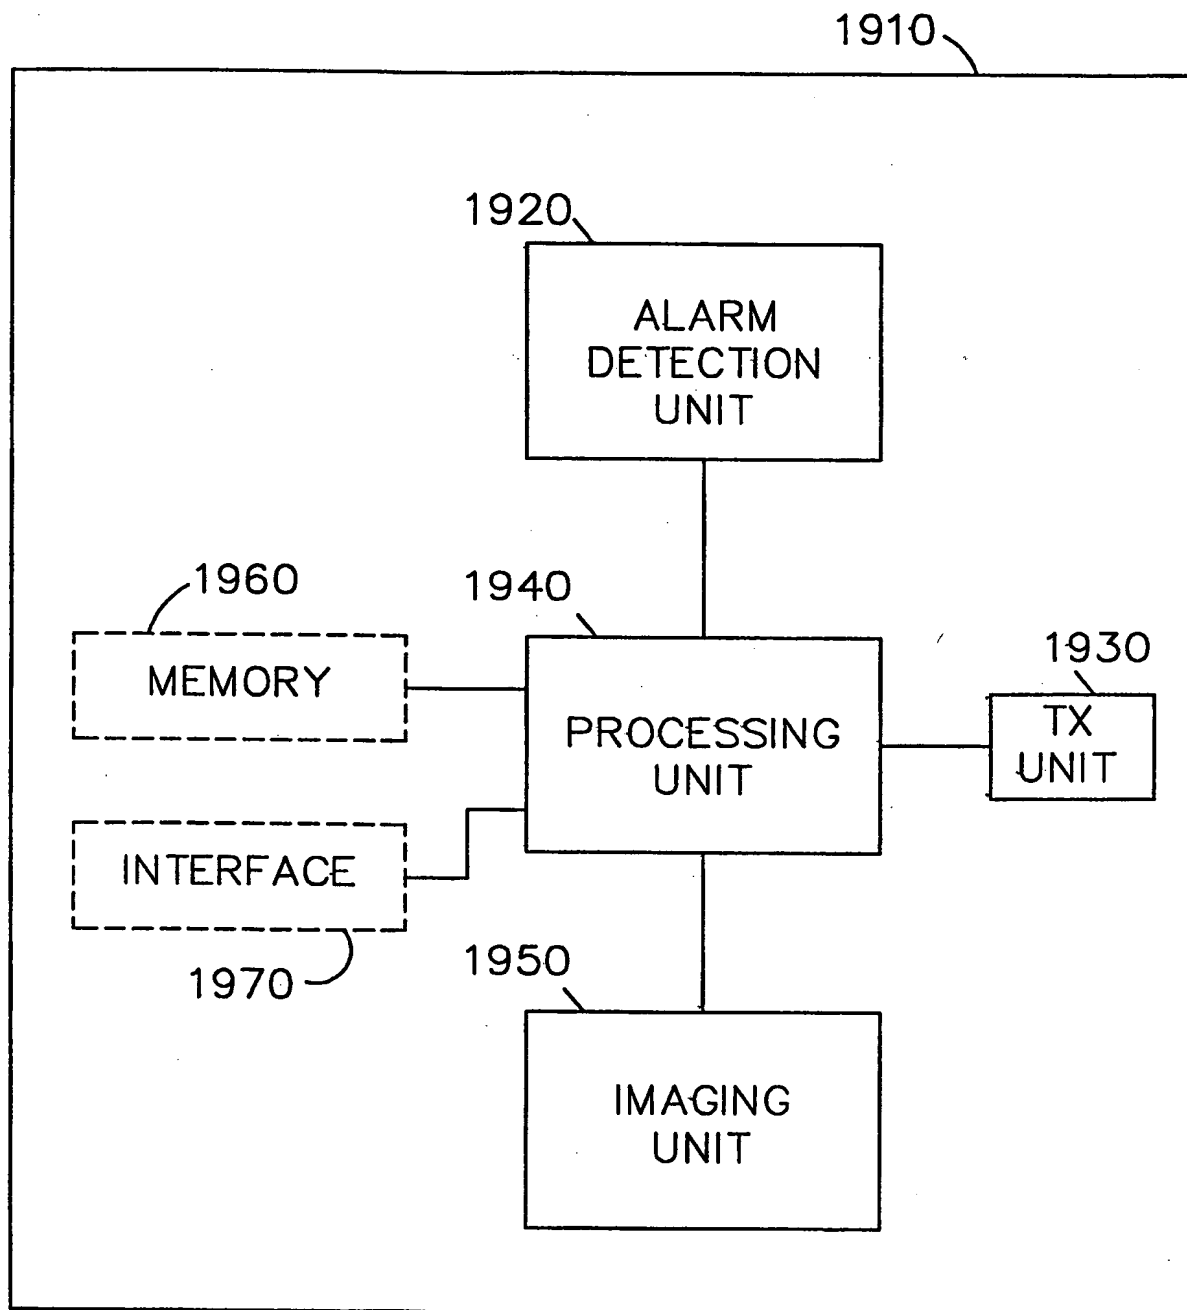 1910
1920
ALARM
DETECTION
UNIT
1960
MEMORY
1940
PROCESSING
UNIT
1930
TX
UNIT
INTERFACE
1970
1950
IMAGING
UNIT